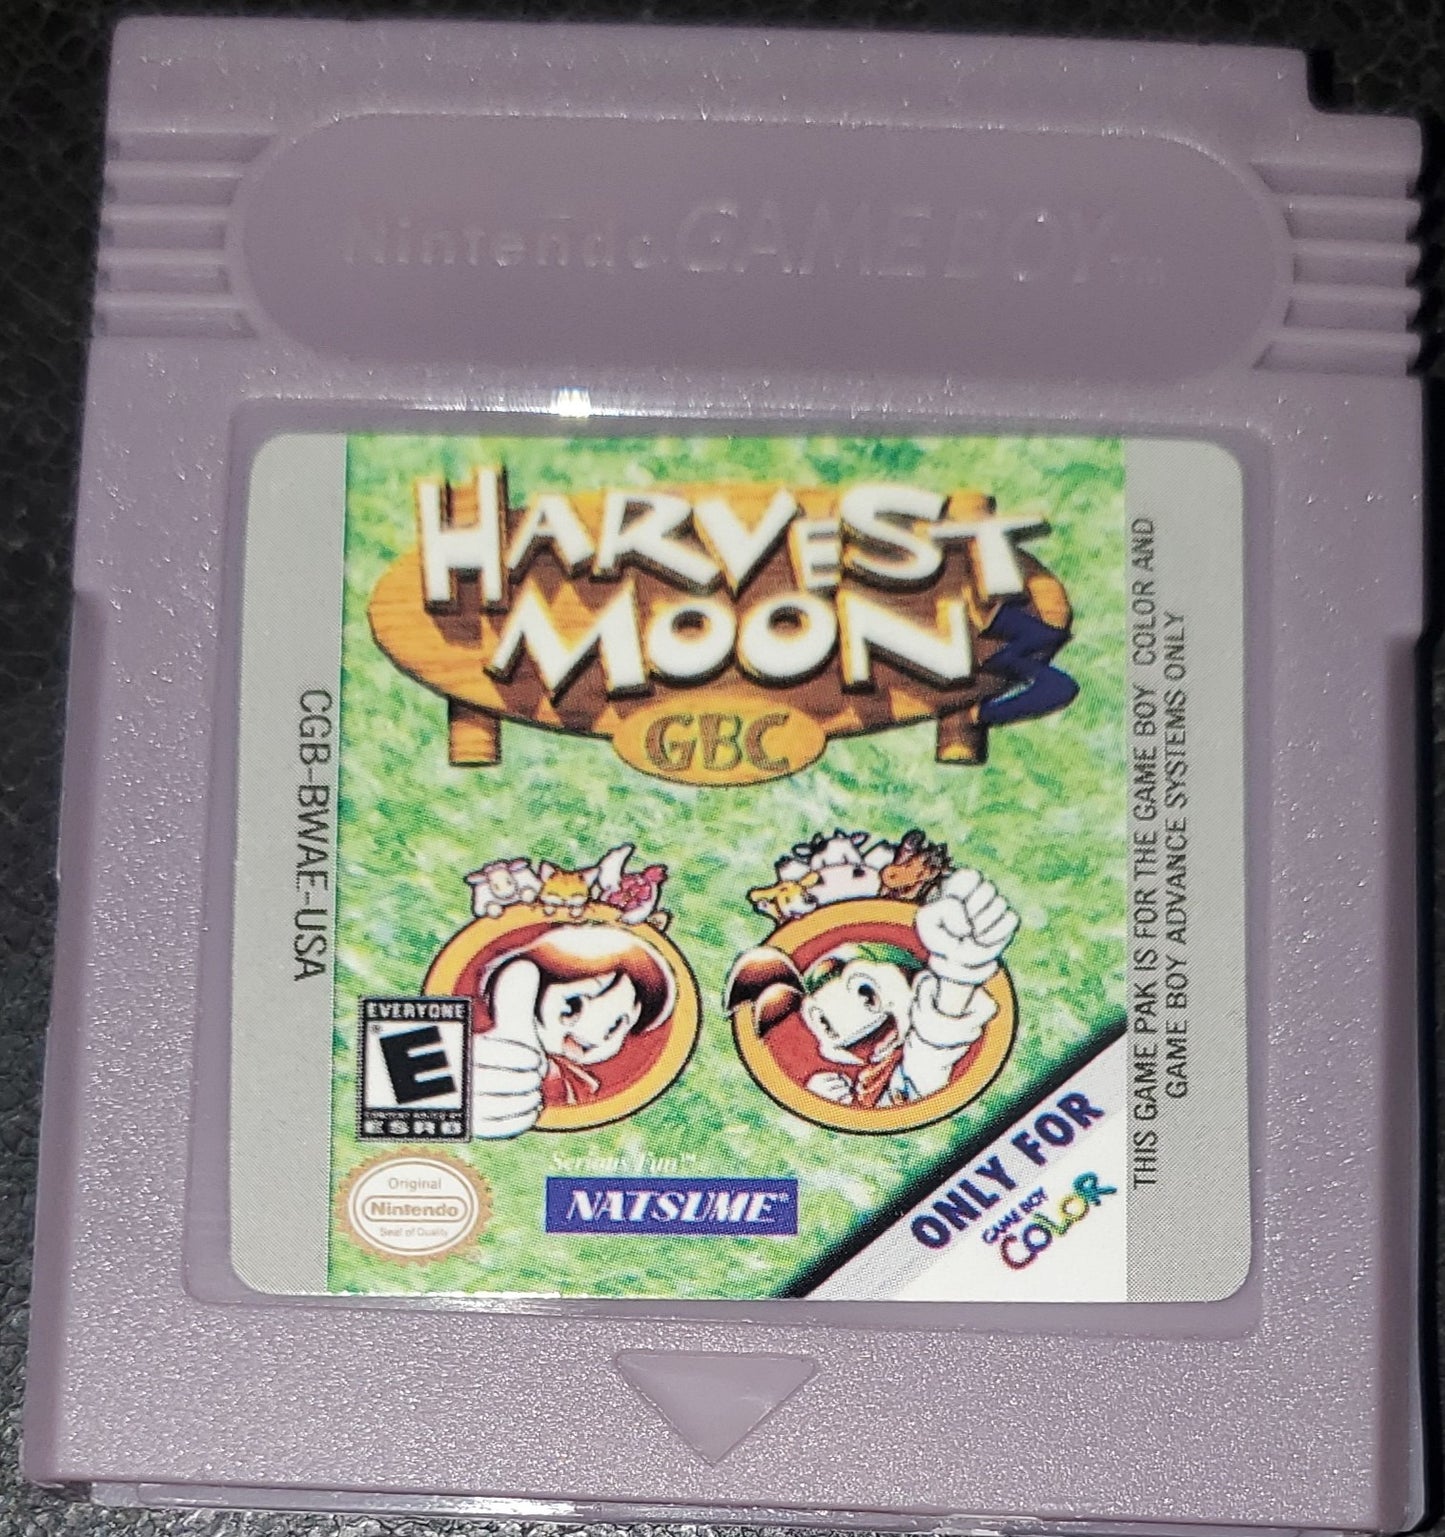 Nintendo GAME BOY TM
HARVEST
MOON 3
GBC
CGB-BWAE-USA
THIS GAME PAK IS FOR THE GAME BOY COLOR AND
GAME BOY ADVANCE SYSTEMS ONLY
EVERYONE
E
ESRB
Original
Nintendo
Seal of Quality
Serious Fun™
NATSUME®
ONLY FOR
GAME BOY
COLOR